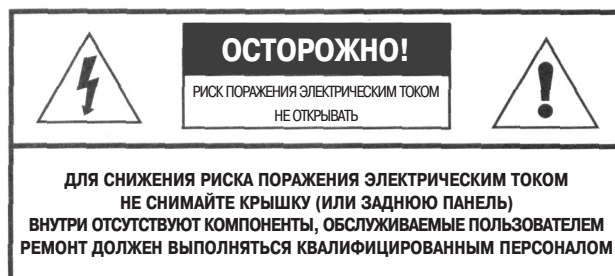 ОСТОРОЖНО!
РИСК ПОРАЖЕНИЯ ЭЛЕКТРИЧЕСКИМ ТОКОМ
НЕ ОТКРЫВАТЬ
ДЛЯ СНИЖЕНИЯ РИСКА ПОРАЖЕНИЯ ЭЛЕКТРИЧЕСКИМ ТОКОМ
НЕ СНИМАЙТЕ КРЫШКУ (ИЛИ ЗАДНЮЮ ПАНЕЛЬ)
ВНУТРИ ОТСУТСТВУЮТ КОМПОНЕНТЫ, ОБСЛУЖИВАЕМЫЕ ПОЛЬЗОВАТЕЛЕМ
РЕМОНТ ДОЛЖЕН ВЫПОЛНЯТЬСЯ КВАЛИФИЦИРОВАННЫМ ПЕРСОНАЛОМ